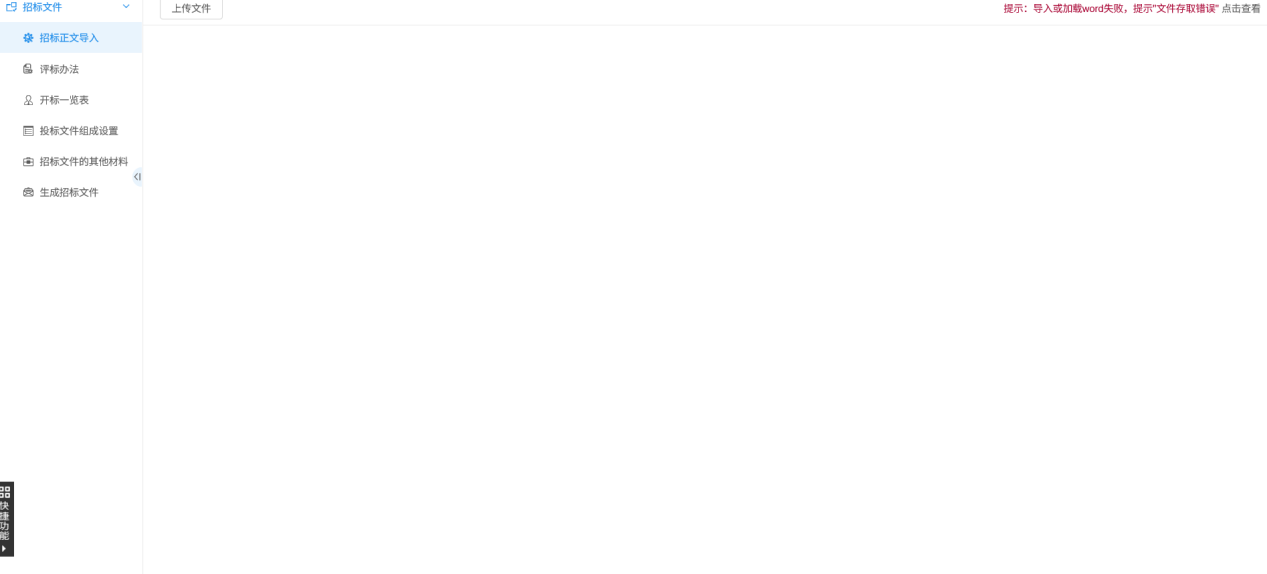 招标文件
上传文件
提示：导入或加载word失败，提示"文件存取错误" 点击查看
招标正文导入
评标办法
开标一览表
投标文件组成设置
招标文件的其他材料
生成招标文件
快捷功能